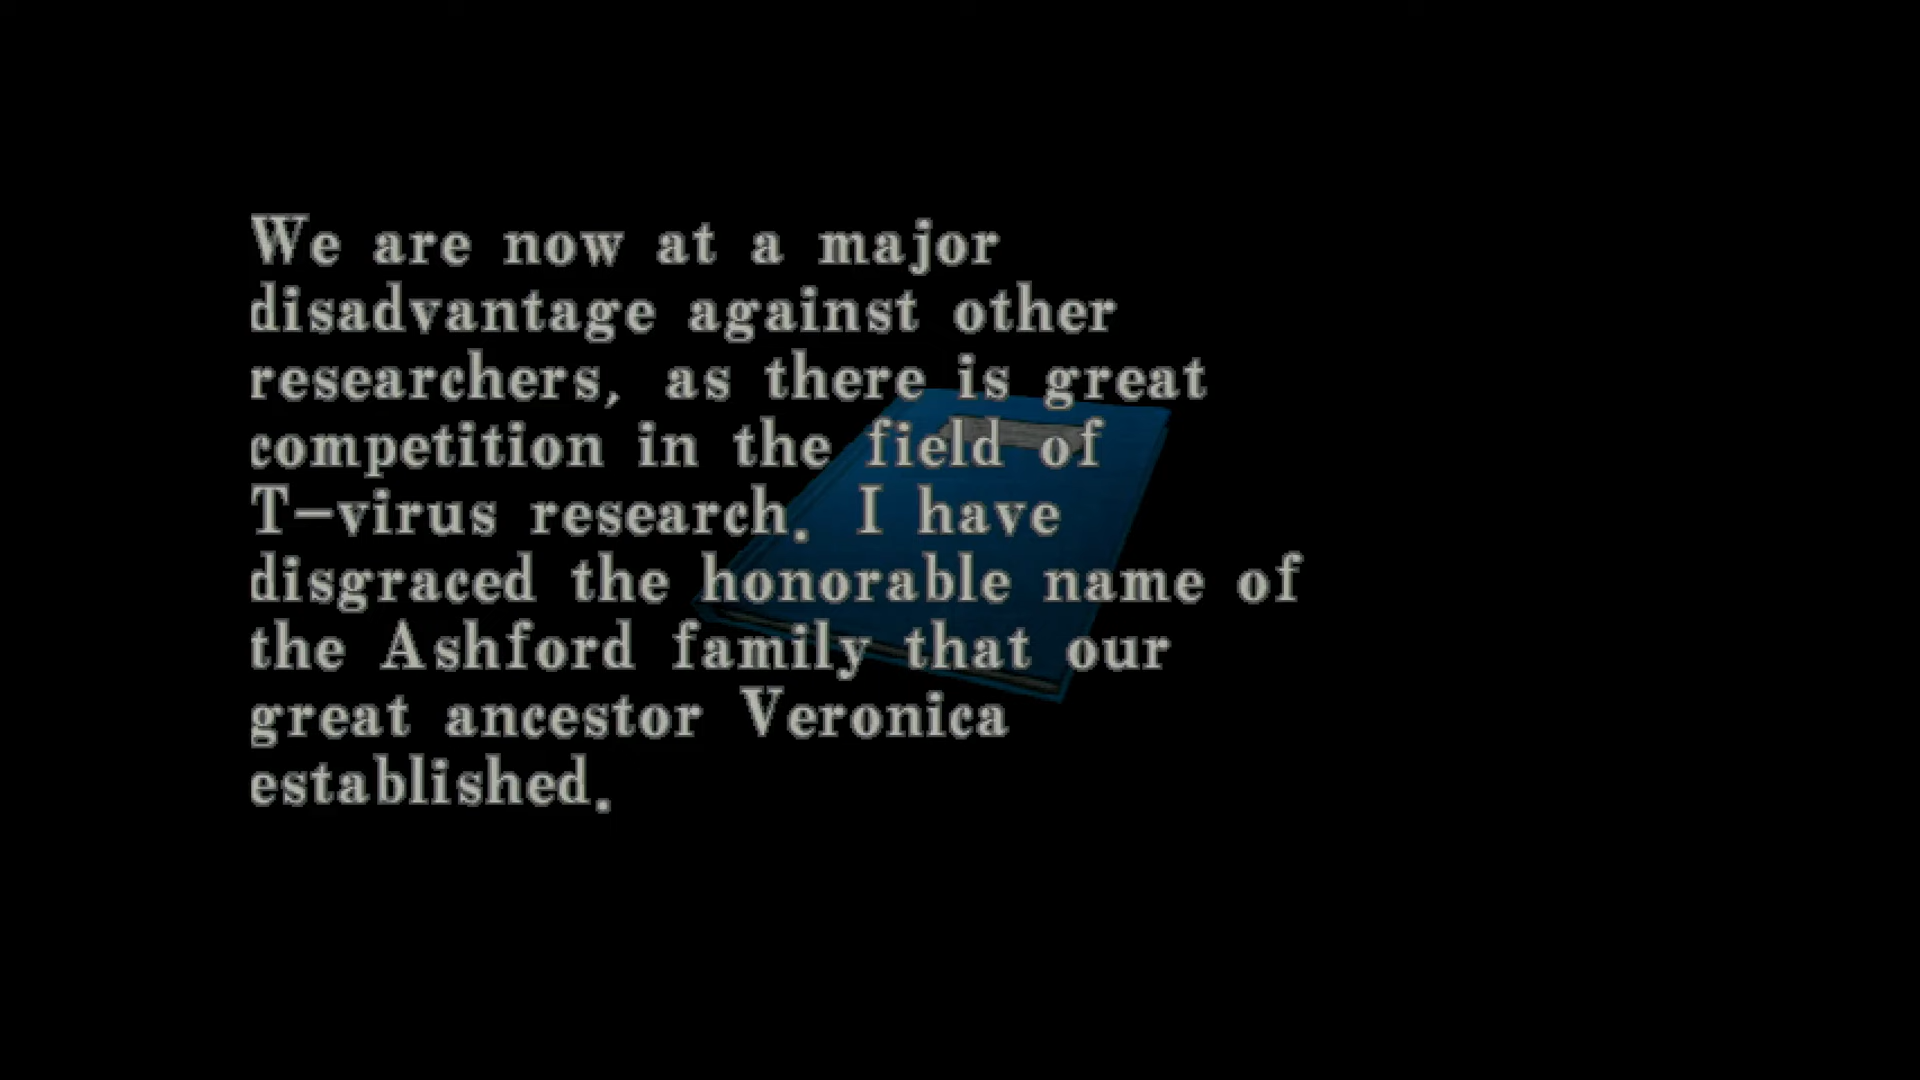 We are now at a major
disadvantage against other
researchers, as there is great
competition in the field of
T-virus research. I have
disgraced the honorable name of
the Ashford family that our
great ancestor Veronica
established.